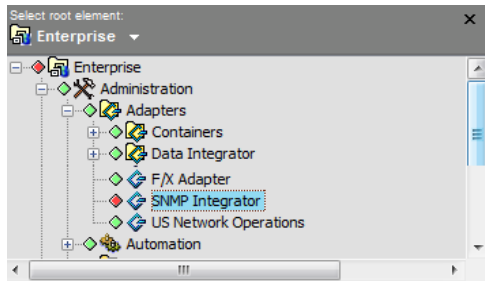 Select root element:
Enterprise
Enterprise
Administration
Adapters
Containers
Data Integrator
F/X Adapter
SNMP Integrator
US Network Operations
Automation